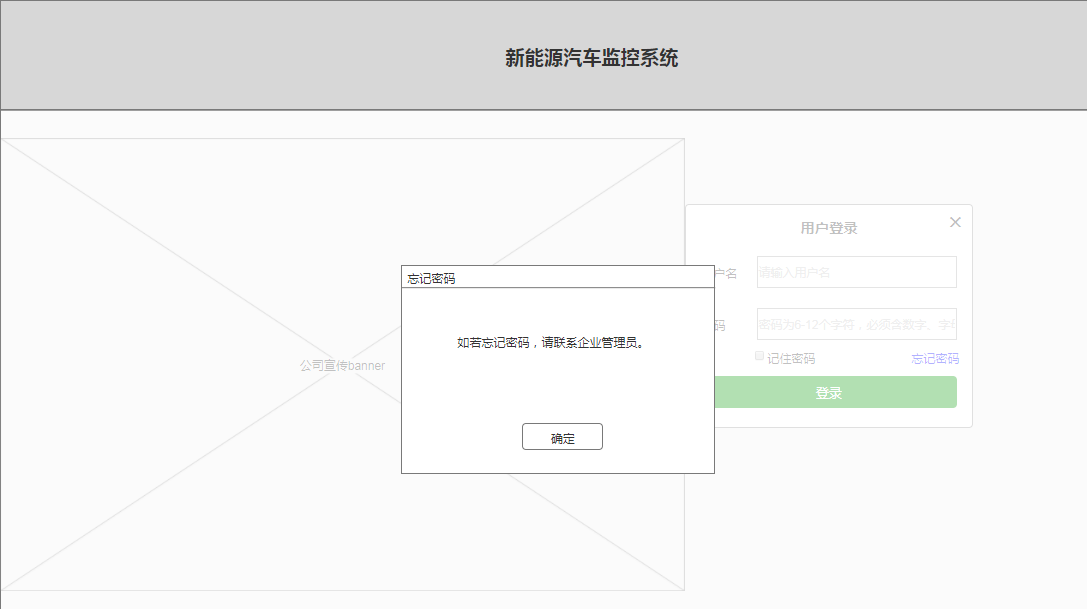 新能源汽车监控系统
用户登录
户名
请输入用户名
忘记密码
码
密码为6-12个字符，必须含数字、字
如若忘记密码，请联系企业管理员。
记住密码
忘记密码
公司宣传banner
登录
确定